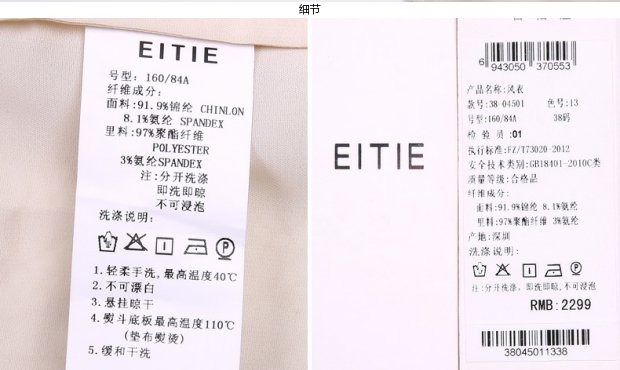 细节
EITIE
号型: 160/84A
纤维成分:
面料: 91.9%锦纶 CHINLON
8.1%氨纶 SPANDEX
里料: 97%聚酯纤维
POLYESTER
3%氨纶SPANDEX
注: 分开洗涤
即洗即晾
不可浸泡
洗涤说明:
P
1.轻柔手洗, 最高温度40℃
2.不可漂白
3.悬挂晾干
4.熨斗底板最高温度110℃
(垫布熨烫)
5.缓和干洗
EITIE
6 943050 370553
产品名称:风衣
款号:38-04501 色号:13
号型:160/84A 38码
检 验 员:01
执行标准:FZ/T73020-2012
安全技术类别:GB18401-2010C类
质量等级:合格品
纤维成分:
面料:91.9%锦纶 8.1%氨纶
里料:97%聚酯纤维 3%氨纶
产地:深圳
洗涤说明:
注:分开洗涤, 即洗即晾,不可浸泡
RMB:2299
38045011338